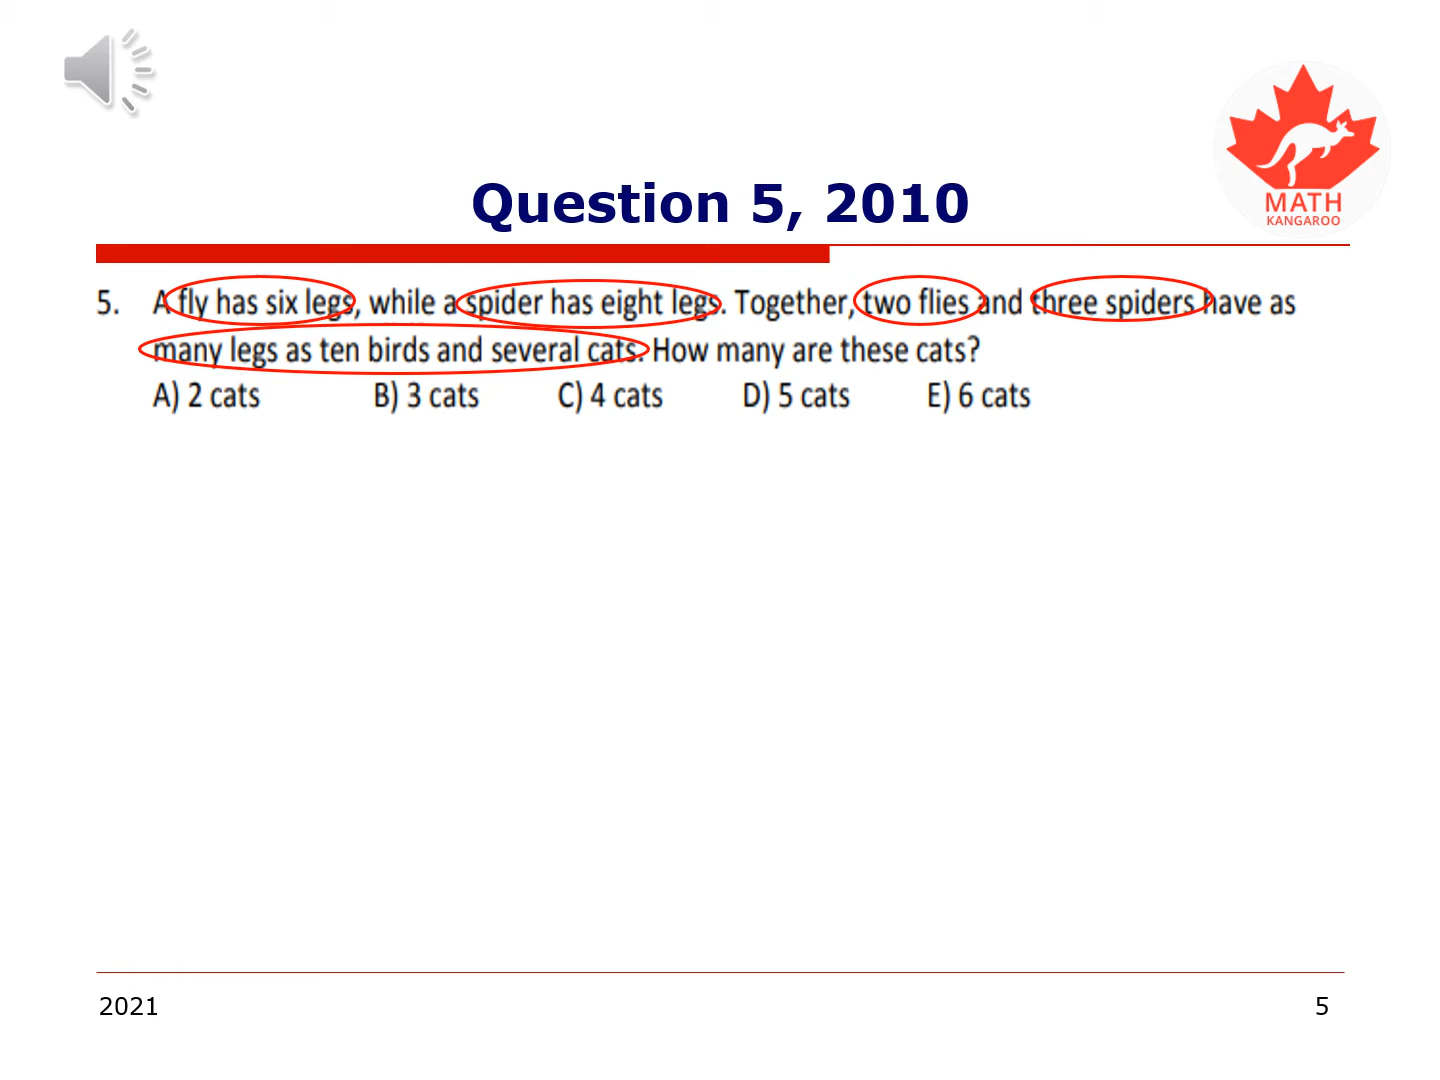 MATH
KANGAROO
Question 5, 2010
5. A fly has six legs, while a spider has eight legs. Together, two flies and three spiders have as
many legs as ten birds and several cats. How many are these cats?
A) 2 cats B) 3 cats C) 4 cats D) 5 cats E) 6 cats
2021 5